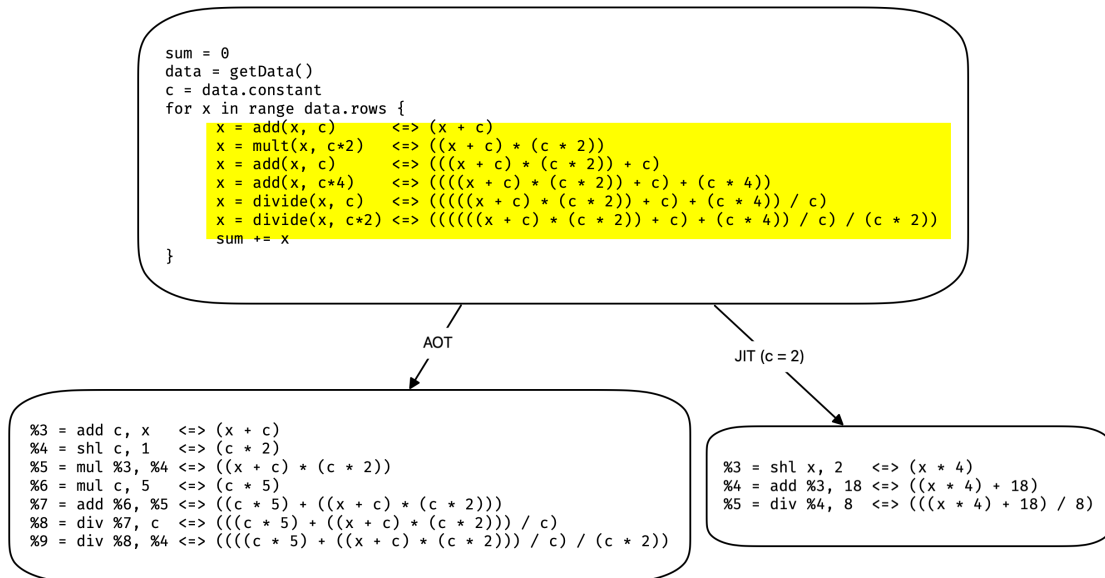 sum = 0
data = getData()
c = data.constant
for x in range data.rows {
x = add(x, c) <=> (x + c)
x = mult(x, c*2) <=> ((x + c) * (c * 2))
x = add(x, c) <=> (((x + c) * (c * 2)) + c)
x = add(x, c*4) <=> ((((x + c) * (c * 2)) + c) + (c * 4))
x = divide(x, c) <=> (((((x + c) * (c * 2)) + c) + (c * 4)) / c)
x = divide(x, c*2) <=> ((((((x + c) * (c * 2)) + c) + (c * 4)) / c) / (c * 2))
sum += x
}
AOT
JIT (c = 2)
%3 = add c, x <=> (x + c)
%4 = shl c, 1 <=> (c * 2)
%5 = mul %3, %4 <=> ((x + c) * (c * 2))
%6 = mul c, 5 <=> (c * 5)
%7 = add %6, %5 <=> ((c * 5) + ((x + c) * (c * 2)))
%8 = div %7, c <=> (((c * 5) + ((x + c) * (c * 2))) / c)
%9 = div %8, %4 <=> ((((c * 5) + ((x + c) * (c * 2))) / c) / (c * 2))
%3 = shl x, 2 <=> (x * 4)
%4 = add %3, 18 <=> ((x * 4) + 18)
%5 = div %4, 8 <=> (((x * 4) + 18) / 8)